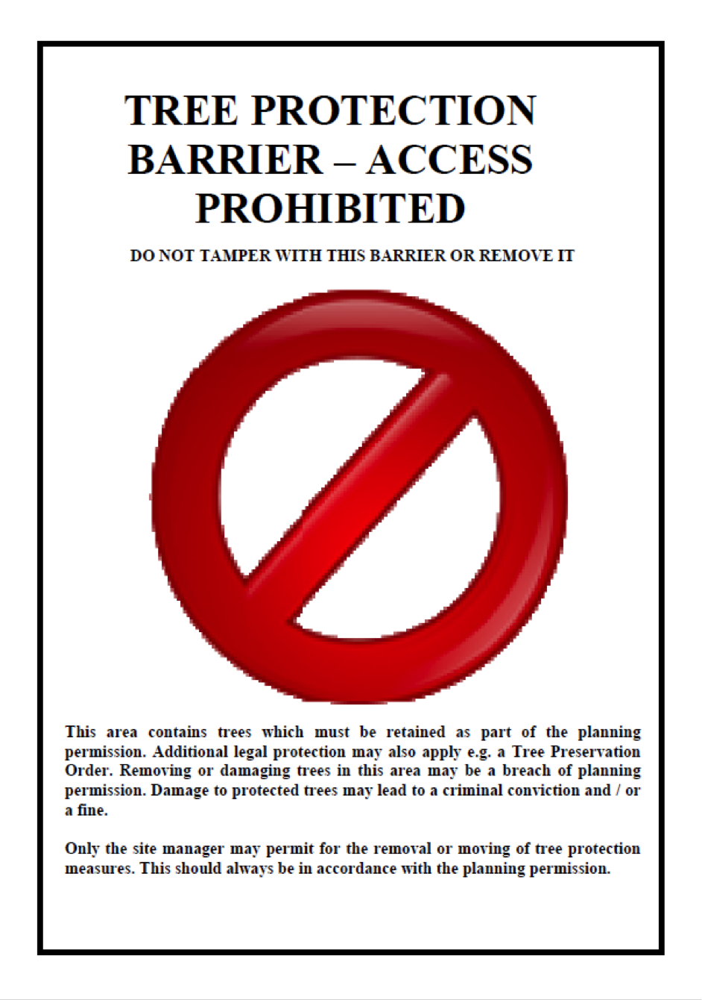 TREE PROTECTION
BARRIER – ACCESS
PROHIBITED
DO NOT TAMPER WITH THIS BARRIER OR REMOVE IT
This area contains trees which must be retained as part of the planning
permission. Additional legal protection may also apply e.g. a Tree Preservation
Order. Removing or damaging trees in this area may be a breach of planning
permission. Damage to protected trees may lead to a criminal conviction and / or
a fine.
Only the site manager may permit for the removal or moving of tree protection
measures. This should always be in accordance with the planning permission.